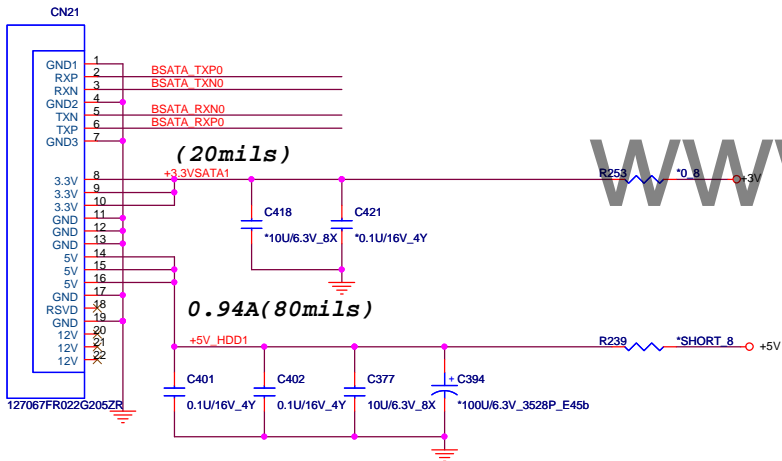 CN21
GND1 1
RXP 2 BSATA_TXP0
RXN 3 BSATA_TXN0
GND2 4
TXN 5 BSATA_RXN0
TXP 6 BSATA_RXP0
GND3 7
(20mils)
3.3V 8 +3.3VSATA1 R253 *0_8 +3V
3.3V 9
3.3V 10
GND 11
GND 12
GND 13
5V 14
5V 15
5V 16
GND 17
RSVD 18
GND 19
12V 20
12V 21
12V 22
C418 C421
*10U/6.3V_8X *0.1U/16V_4Y
WW
0.94A(80mils)
+5V_HDD1 R239 *SHORT_8 +5V
C401 C402 C377 + C394
0.1U/16V_4Y 0.1U/16V_4Y 10U/6.3V_8X *100U/6.3V_3528P_E45b
127067FR022G205ZR